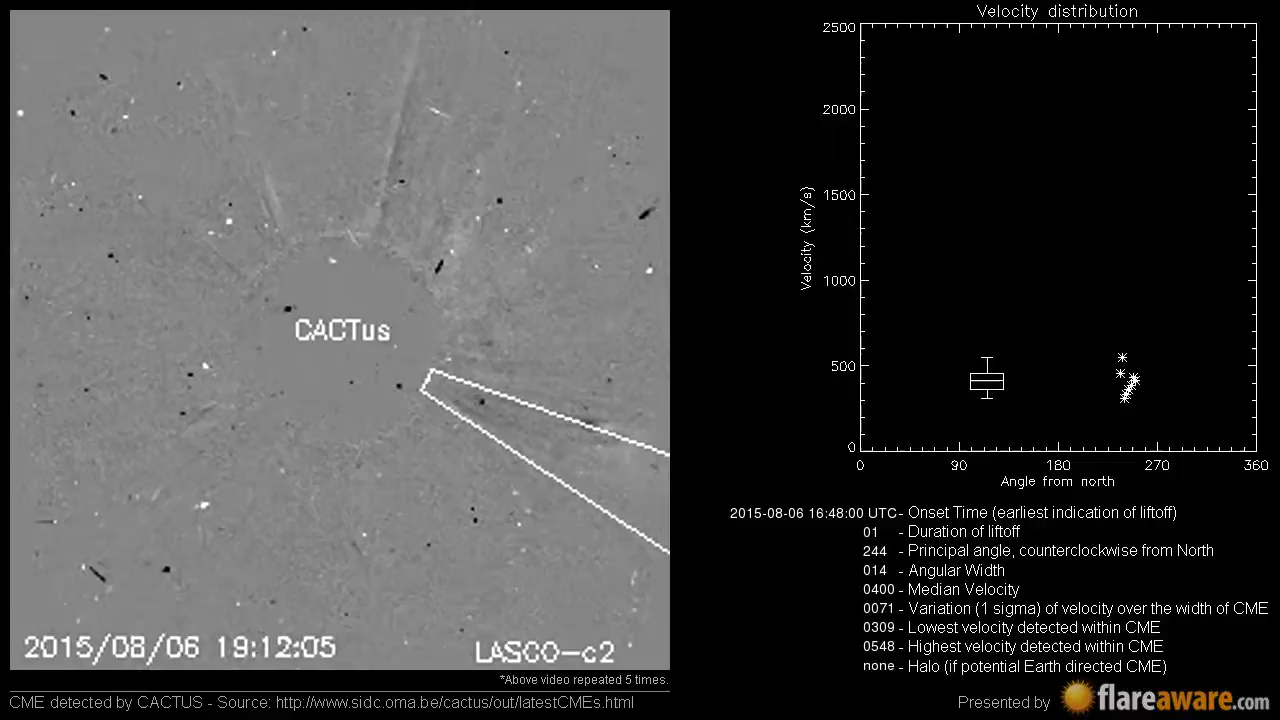 CACTus
2015/08/06 19:12:05
LASCO-c2
*Above video repeated 5 times.
CME detected by CACTUS - Source: http://www.sidc.oma.be/cactus/out/latestCMEs.html
Velocity distribution
2500
2000
1500
1000
500
0
Velocity (km/s)
0 90 180 270 360
Angle from north
2015-08-06 16:48:00 UTC - Onset Time (earliest indication of liftoff)
01 - Duration of liftoff
244 - Principal angle, counterclockwise from North
014 - Angular Width
0400 - Median Velocity
0071 - Variation (1 sigma) of velocity over the width of CME
0309 - Lowest velocity detected within CME
0548 - Highest velocity detected within CME
none - Halo (if potential Earth directed CME)
Presented by flareaware.com